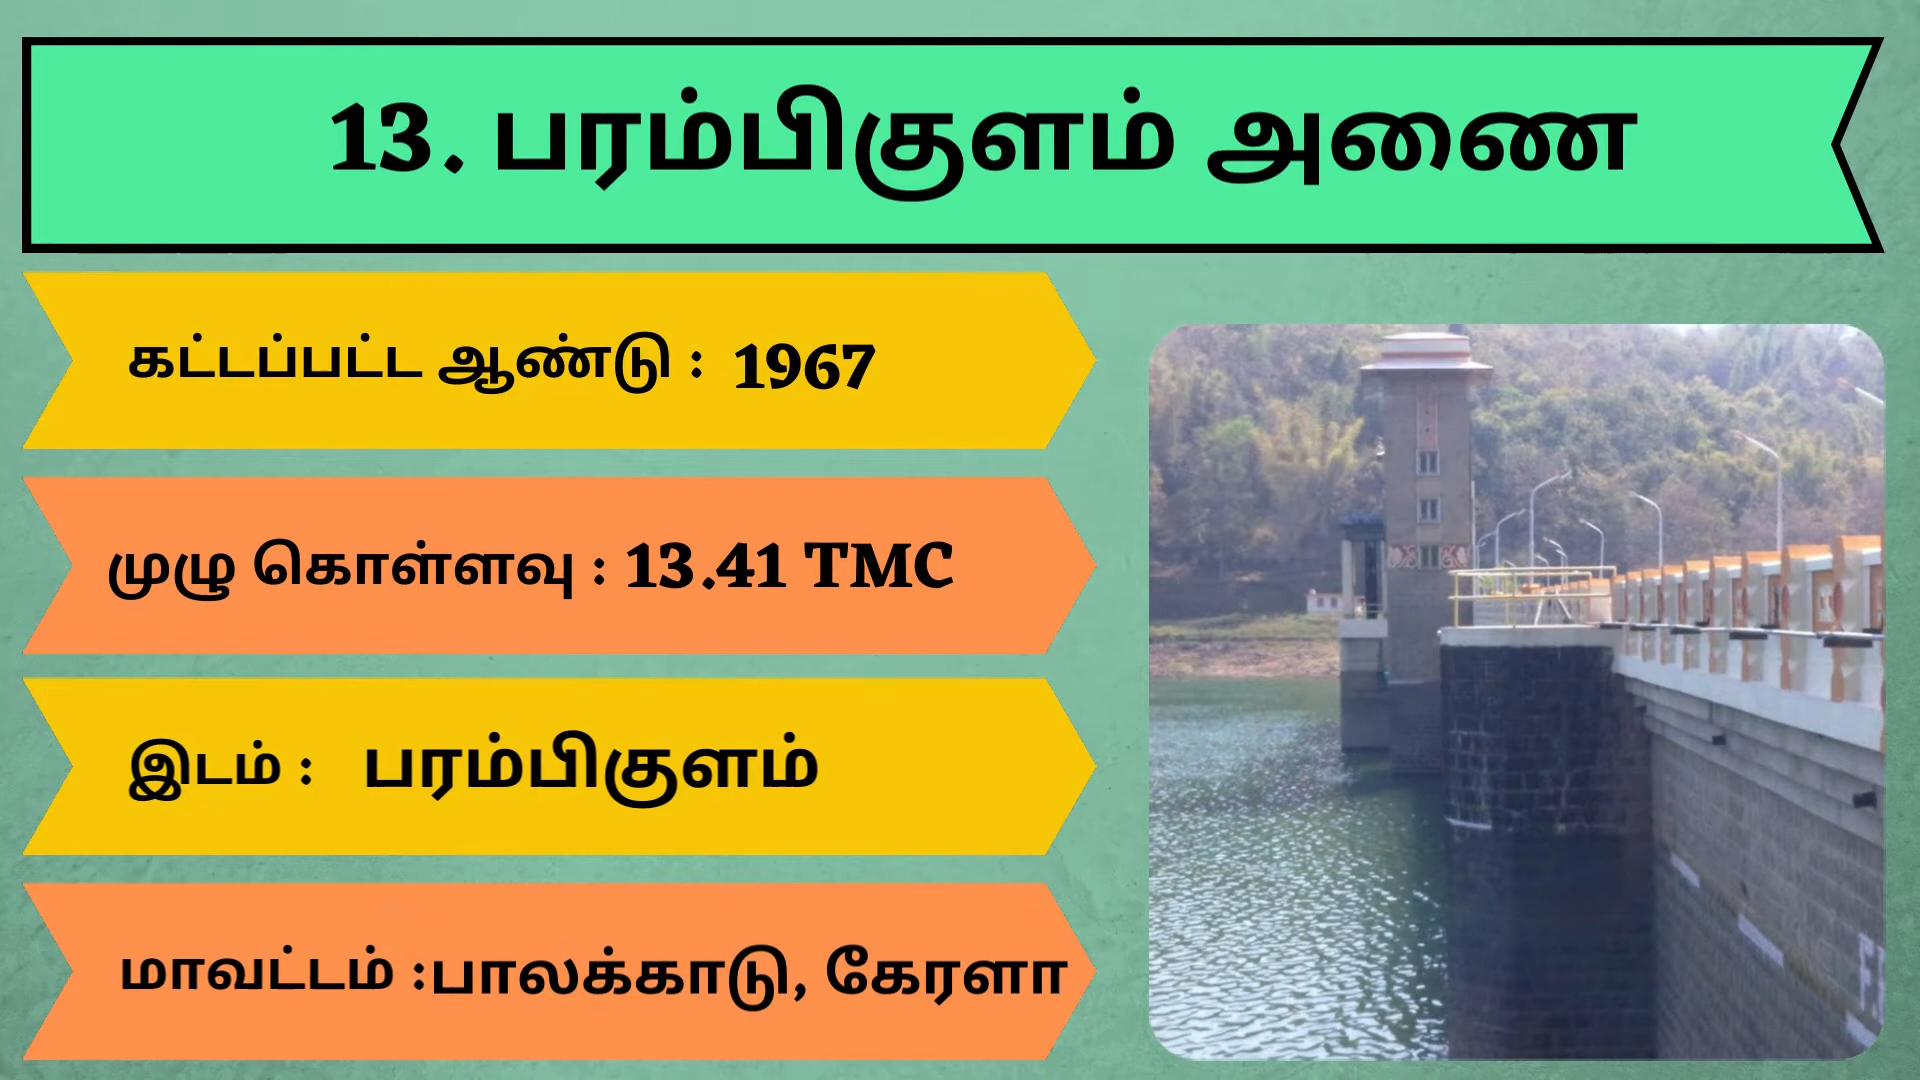 13. பரம்பிகுளம் அணை
கட்டப்பட்ட ஆண்டு : 1967
முழு கொள்ளவு : 13.41 TMC
இடம் : பரம்பிகுளம்
மாவட்டம் :பாலக்காடு, கேரளா